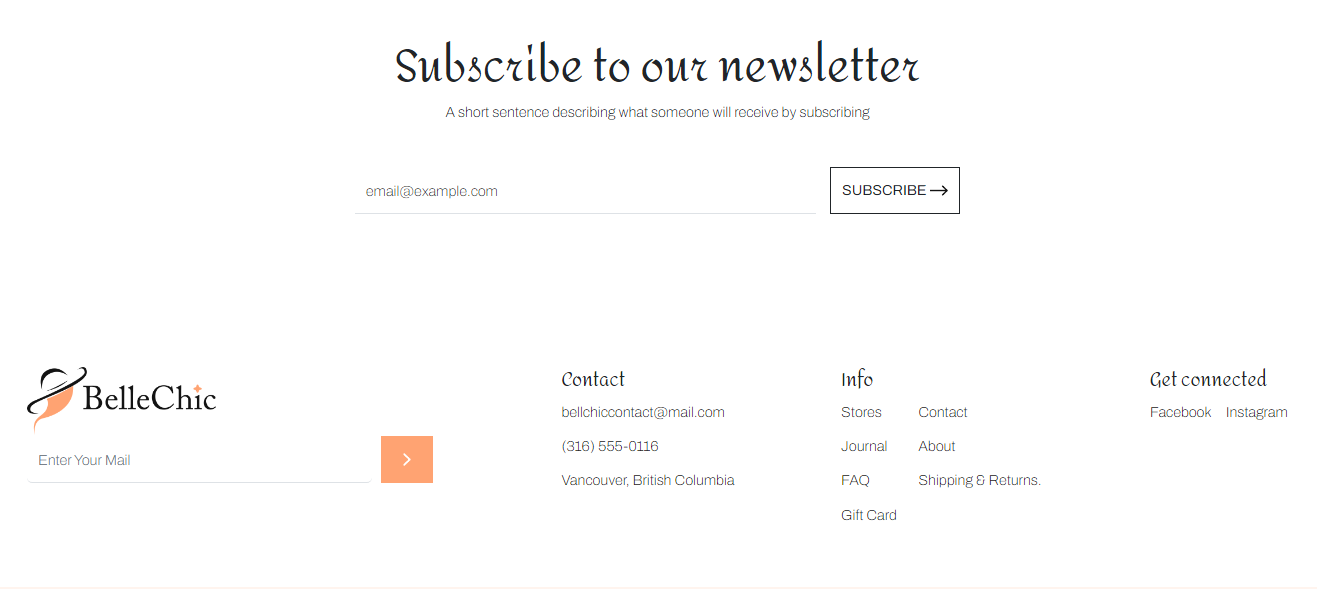 Subscribe to our newsletter
A short sentence describing what someone will receive by subscribing
email@example.com
SUBSCRIBE
BelleChic
Enter Your Mail
Contact
bellchiccontact@mail.com
(316) 555-0116
Vancouver, British Columbia
Info
Stores Contact
Journal About
FAQ Shipping & Returns.
Gift Card
Get connected
Facebook Instagram